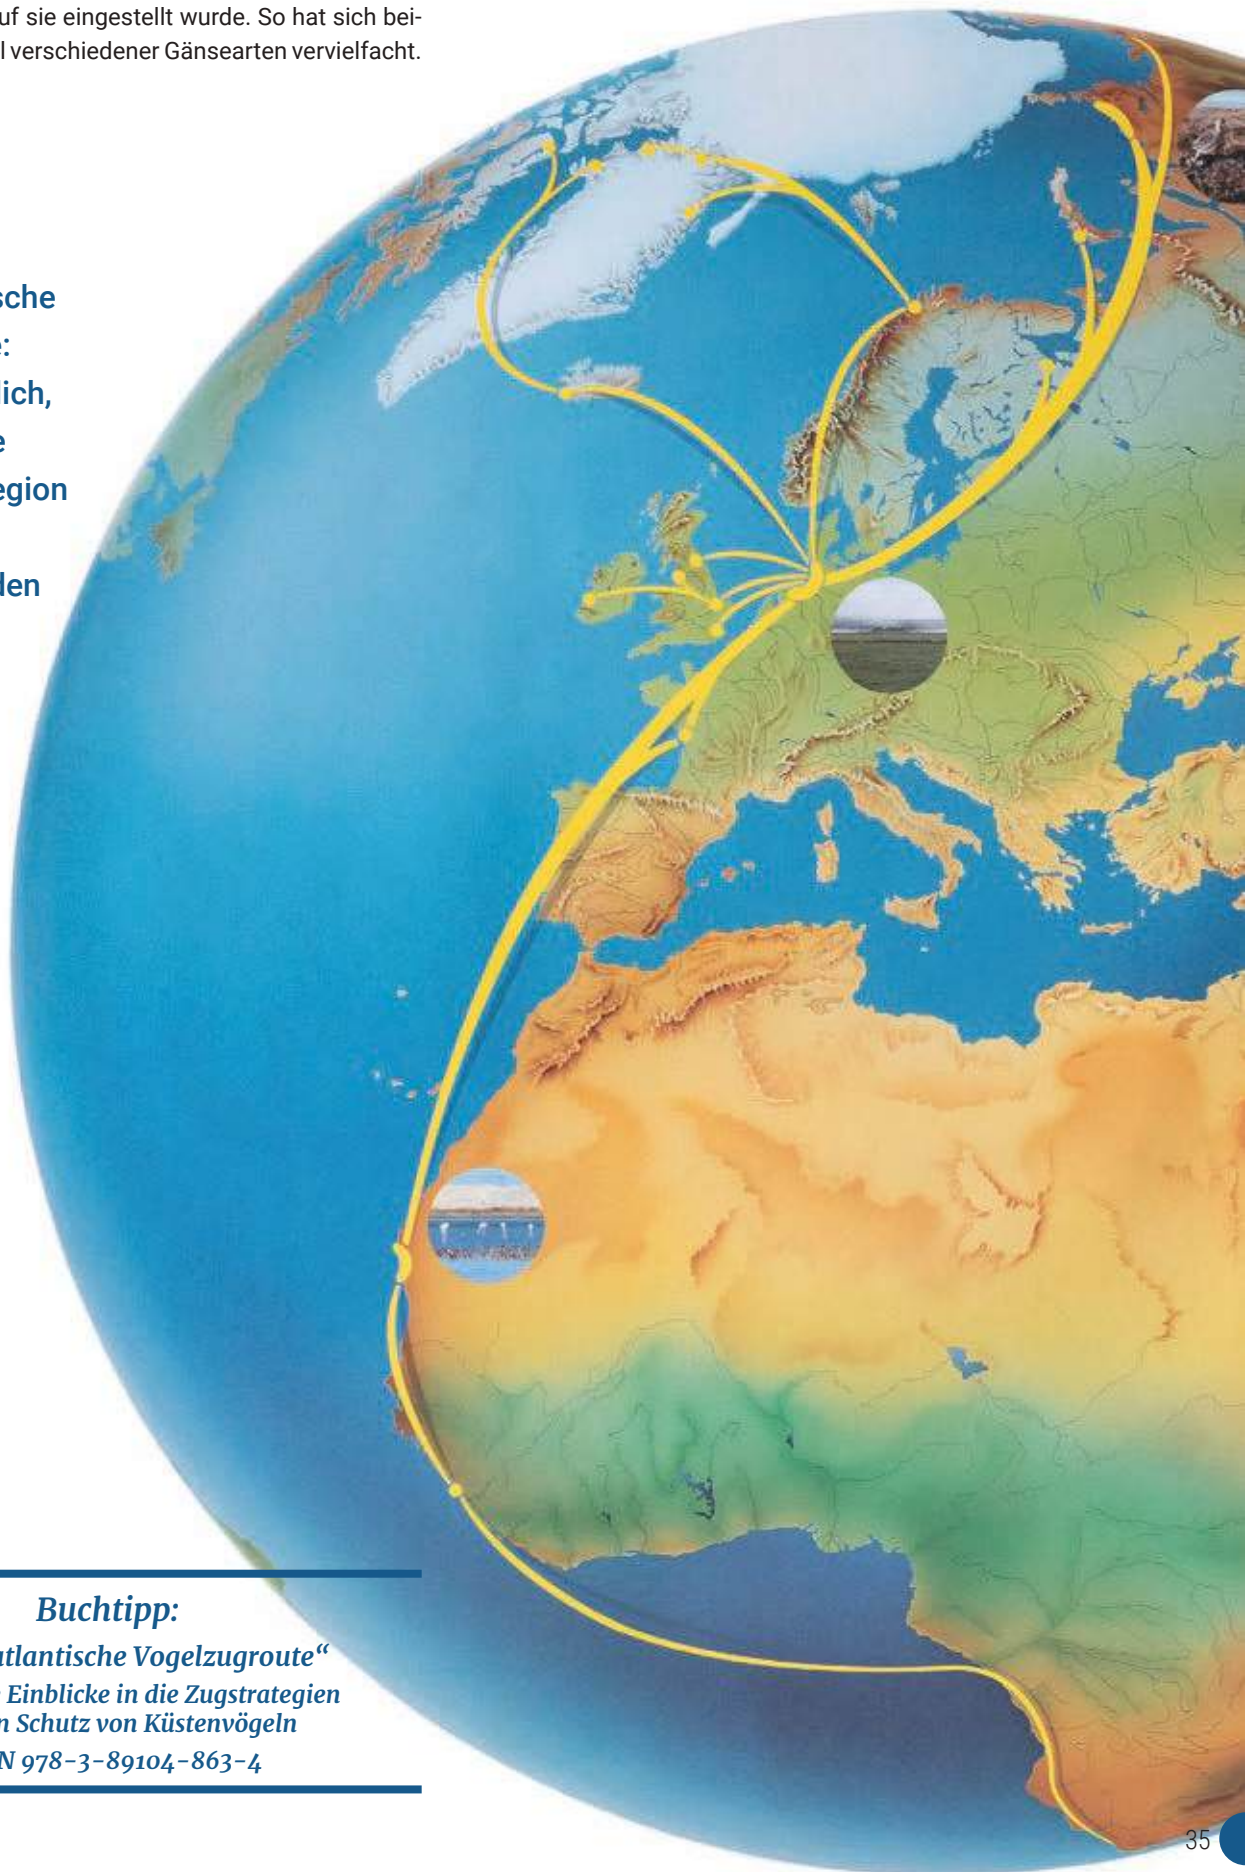 uf sie eingestellt wurde. So hat sich bei-
l verschiedener Gänsearten vervielfacht.
sche
e:
lich,
e
egion
den
Buchtipp:
tlantische Vogelzugroute“
Einblicke in die Zugstrategien
n Schutz von Küstenvögeln
N 978-3-89104-863-4
35